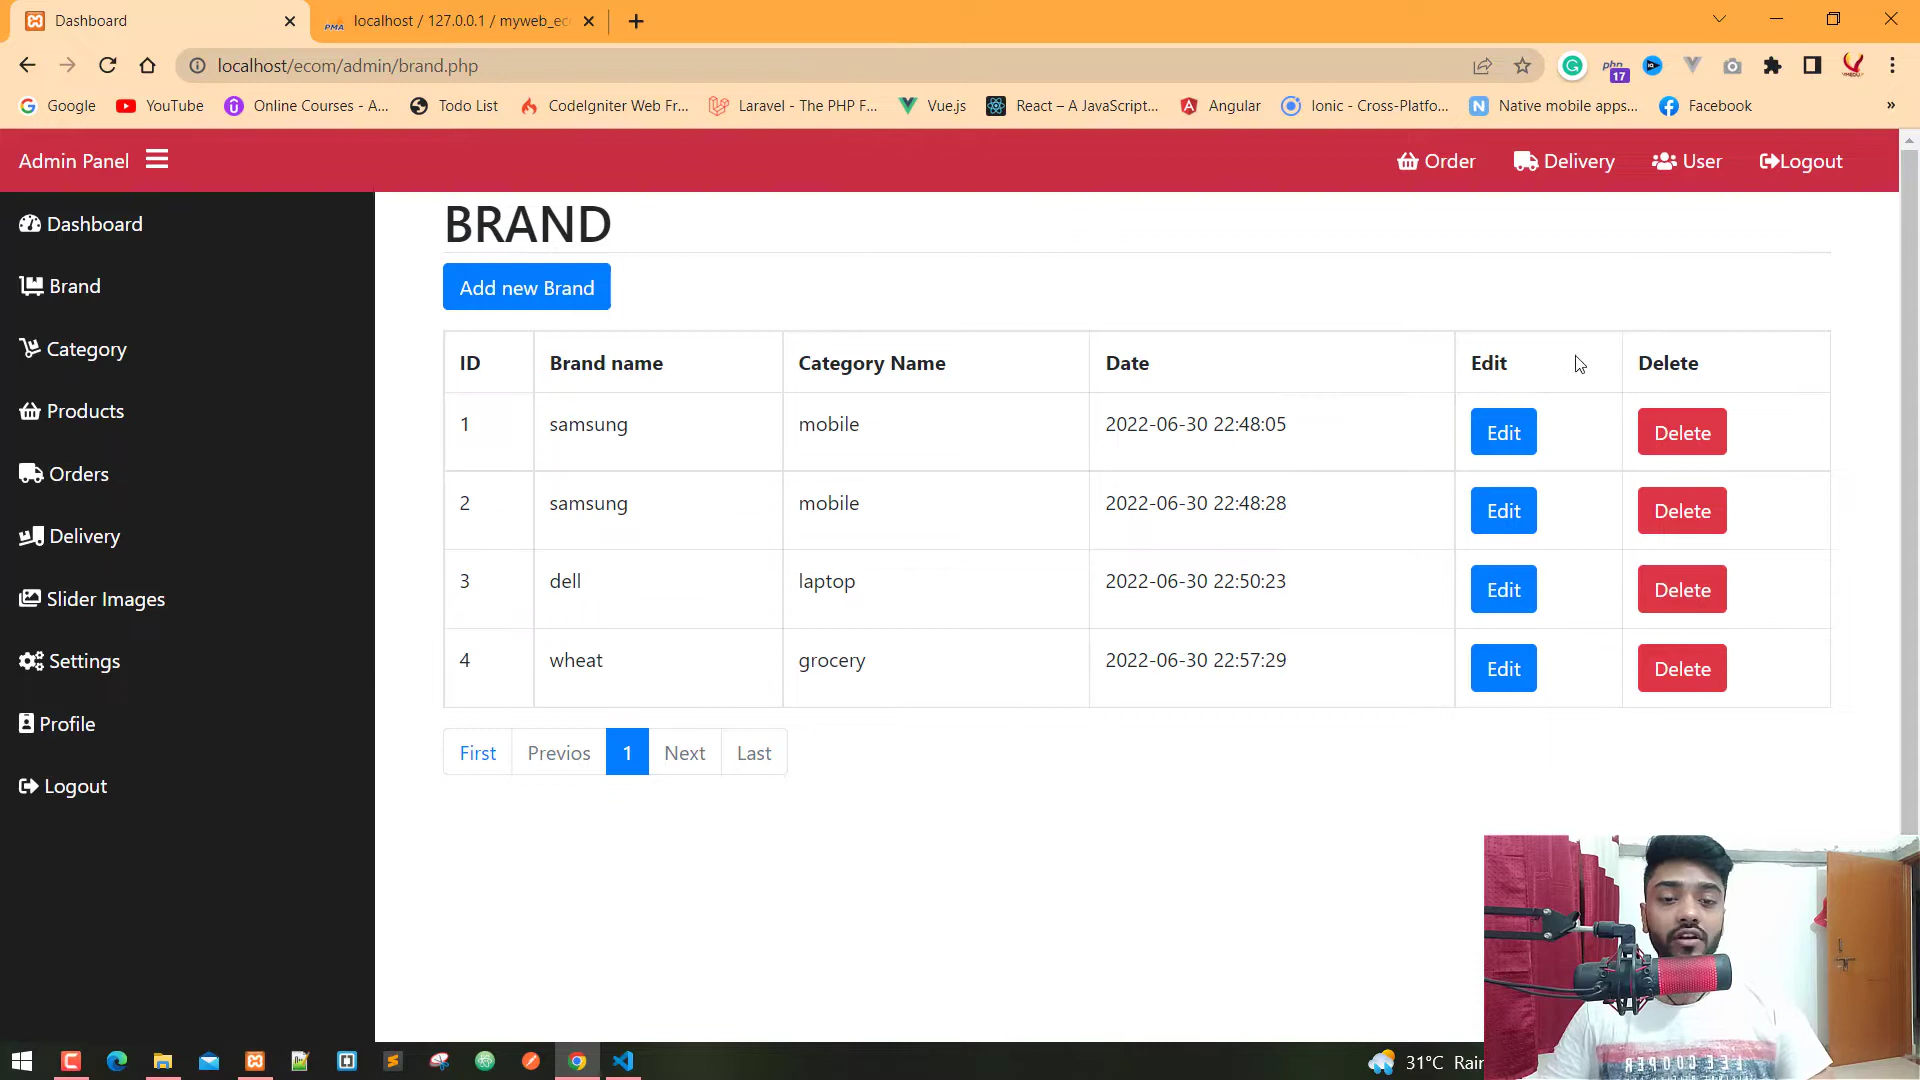 Dashboard
localhost / 127.0.0.1 / myweb_ec
localhost/ecom/admin/brand.php
php
17
Google YouTube Online Courses - A... Todo List CodeIgniter Web Fr... Laravel - The PHP F... Vue.js React – A JavaScript... Angular Ionic - Cross-Platfo... Native mobile apps... Facebook »
Admin Panel
Order Delivery User Logout
Dashboard
Brand
Category
Products
Orders
Delivery
Slider Images
Settings
Profile
Logout
BRAND
Add new Brand
ID Brand name Category Name Date Edit Delete
1 samsung mobile 2022-06-30 22:48:05 Edit Delete
2 samsung mobile 2022-06-30 22:48:28 Edit Delete
3 dell laptop 2022-06-30 22:50:23 Edit Delete
4 wheat grocery 2022-06-30 22:57:29 Edit Delete
First Previos 1 Next Last
LEE COOPER
31°C Rain